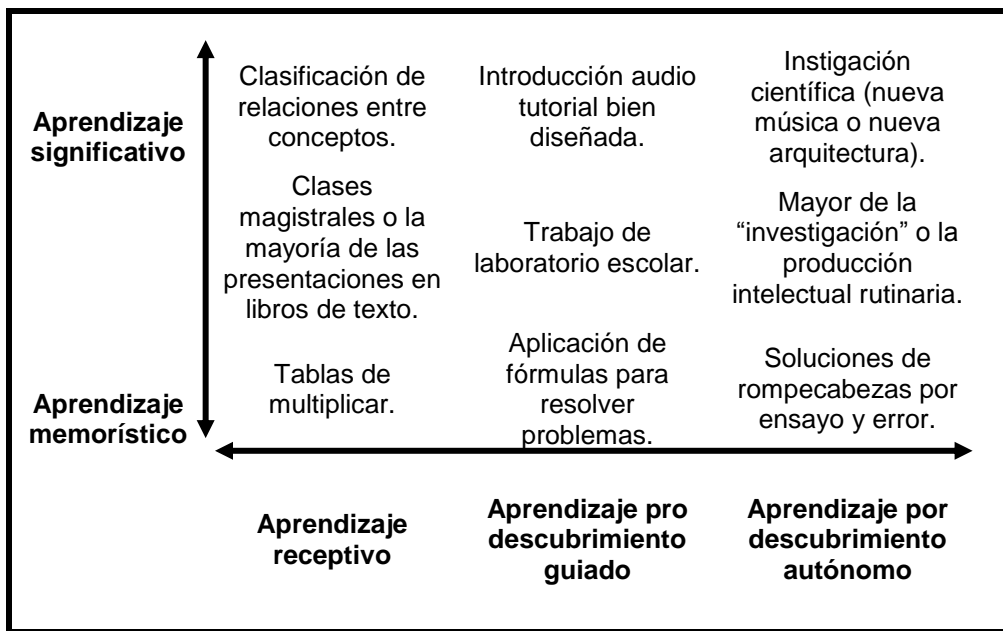 Aprendizaje
significativo
Clasificación de
relaciones entre
conceptos.
Introducción audio
tutorial bien
diseñada.
Instigación
científica (nueva
música o nueva
arquitectura).
Clases
magistrales o la
mayoría de las
presentaciones en
libros de texto.
Trabajo de
laboratorio escolar.
Mayor de la
“investigación” o la
producción
intelectual rutinaria.
Aprendizaje
memorístico
Tablas de
multiplicar.
Aplicación de
fórmulas para
resolver
problemas.
Soluciones de
rompecabezas por
ensayo y error.
Aprendizaje
receptivo
Aprendizaje pro
descubrimiento
guiado
Aprendizaje por
descubrimiento
autónomo